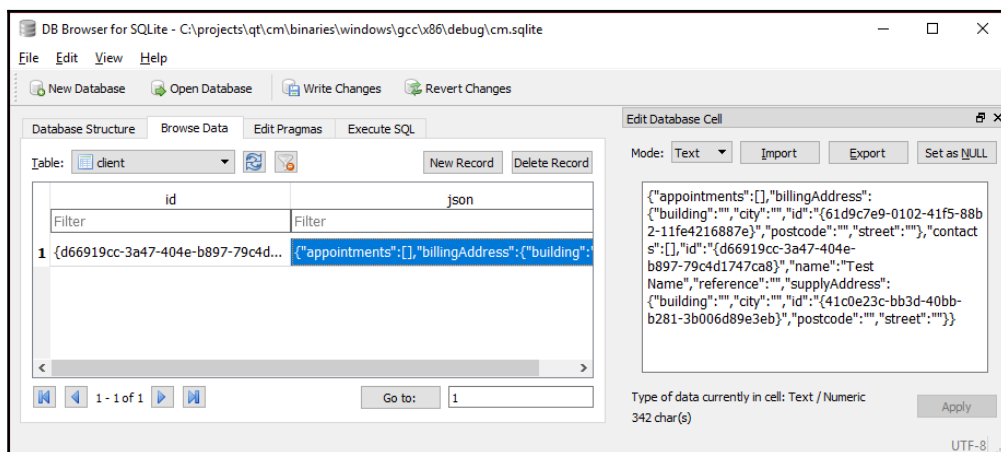 DB Browser for SQLite - C:\projects\qt\cm\binaries\windows\gcc\x86\debug\cm.sqlite
File Edit View Help
New Database Open Database Write Changes Revert Changes
Database Structure Browse Data Edit Pragmas Execute SQL
Table: client New Record Delete Record
id json
Filter Filter
1 {d66919cc-3a47-404e-b897-79c4d... {"appointments":[],"billingAddress":{"building":"
1 - 1 of 1 Go to: 1
Edit Database Cell
Mode: Text Import Export Set as NULL
{"appointments":[],"billingAddress":
{"building":"","city":"","id":"{61d9c7e9-0102-41f5-88b
2-11fe4216887e}","postcode":"","street":""},"contact
s":[],"id":"{d66919cc-3a47-404e-
b897-79c4d1747ca8}","name":"Test
Name","reference":"","supplyAddress":
{"building":"","city":"","id":"{41c0e23c-bb3d-40bb-
b281-3b006d89e3eb}","postcode":"","street":""}}
Type of data currently in cell: Text / Numeric
342 char(s)
Apply
UTF-8